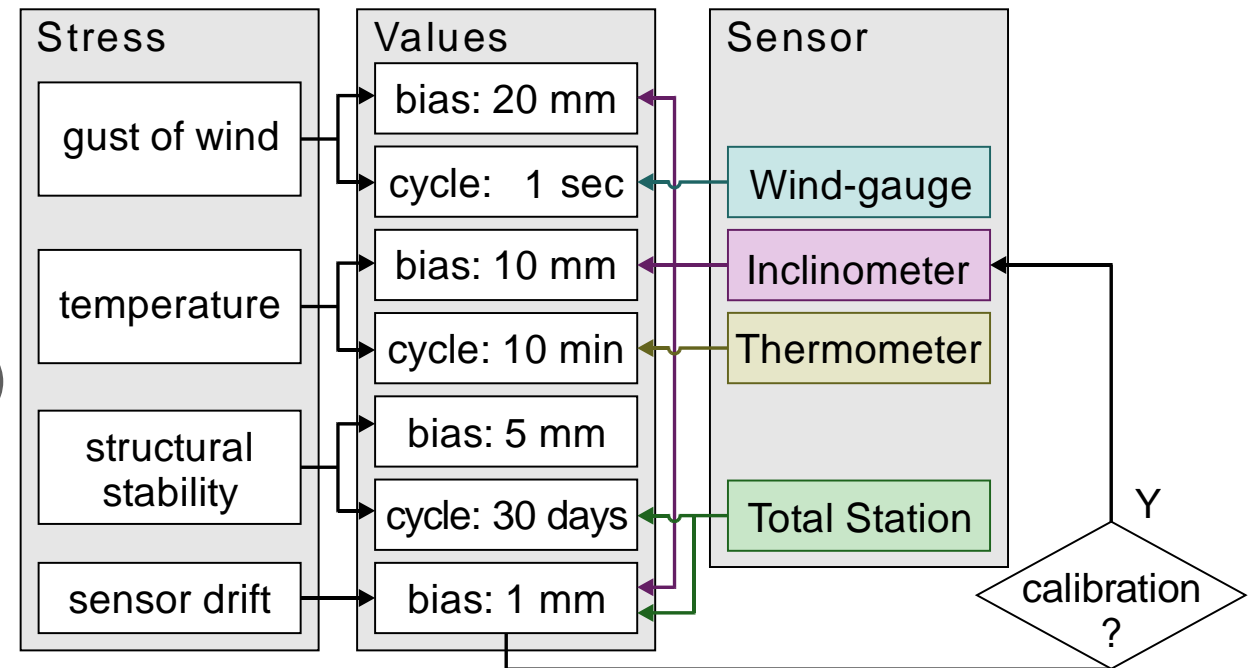 Stress
gust of wind
temperature
structural
stability
sensor drift
Values
bias: 20 mm
cycle: 1 sec
bias: 10 mm
cycle: 10 min
bias: 5 mm
cycle: 30 days
bias: 1 mm
Sensor
Wind-gauge
Inclinometer
Thermometer
Total Station
Y
calibration
?